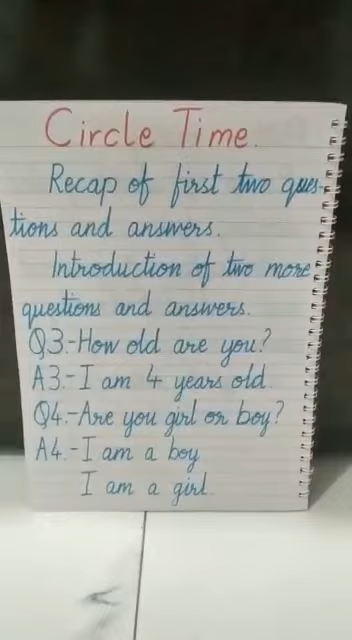 Circle Time.
Recap of first two ques-
tions and answers.
Introduction of two more
questions and answers.
Q3.-How old are you?
A3.-I am 4 years old.
Q4.-Are you girl or boy?
A4.-I am a boy
I am a girl.